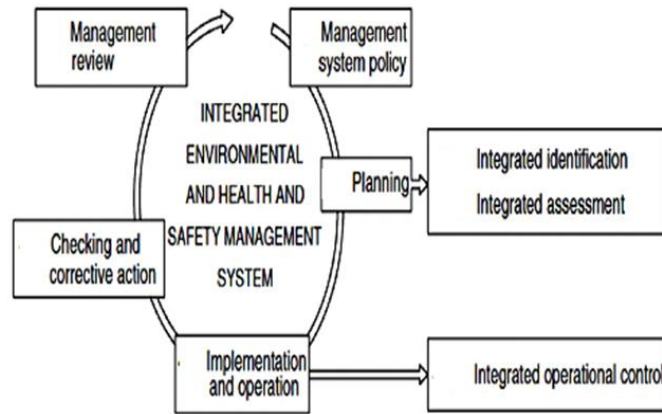 Management
review
Management
system policy
INTEGRATED
ENVIRONMENTAL
AND HEALTH AND
SAFETY MANAGEMENT
SYSTEM
Planning
Integrated identification
Integrated assessment
Checking and
corrective action
Implementation
and operation
Integrated operational control